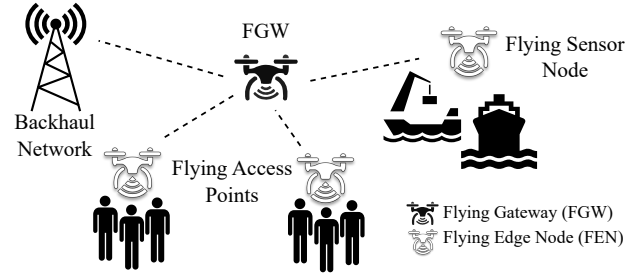 FGW
Flying Sensor
Node
Backhaul
Network
Flying Access
Points
Flying Gateway (FGW)
Flying Edge Node (FEN)